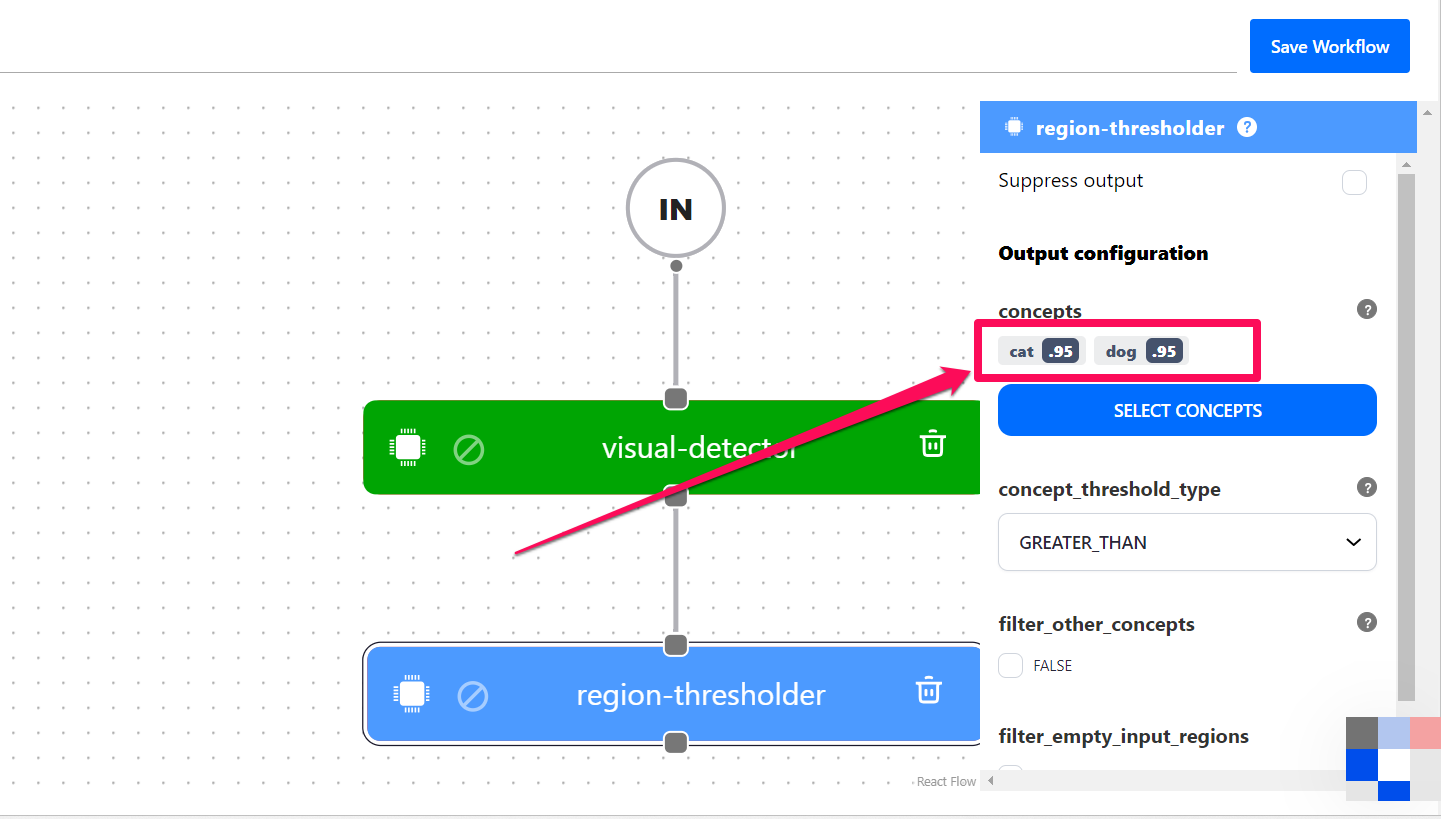 Save Workflow
region-thresholder ?
Suppress output
IN
Output configuration
concepts ?
cat .95 dog .95
SELECT CONCEPTS
visual-detector
concept_threshold_type ?
GREATER_THAN
filter_other_concepts ?
FALSE
region-thresholder
filter_empty_input_regions
React Flow